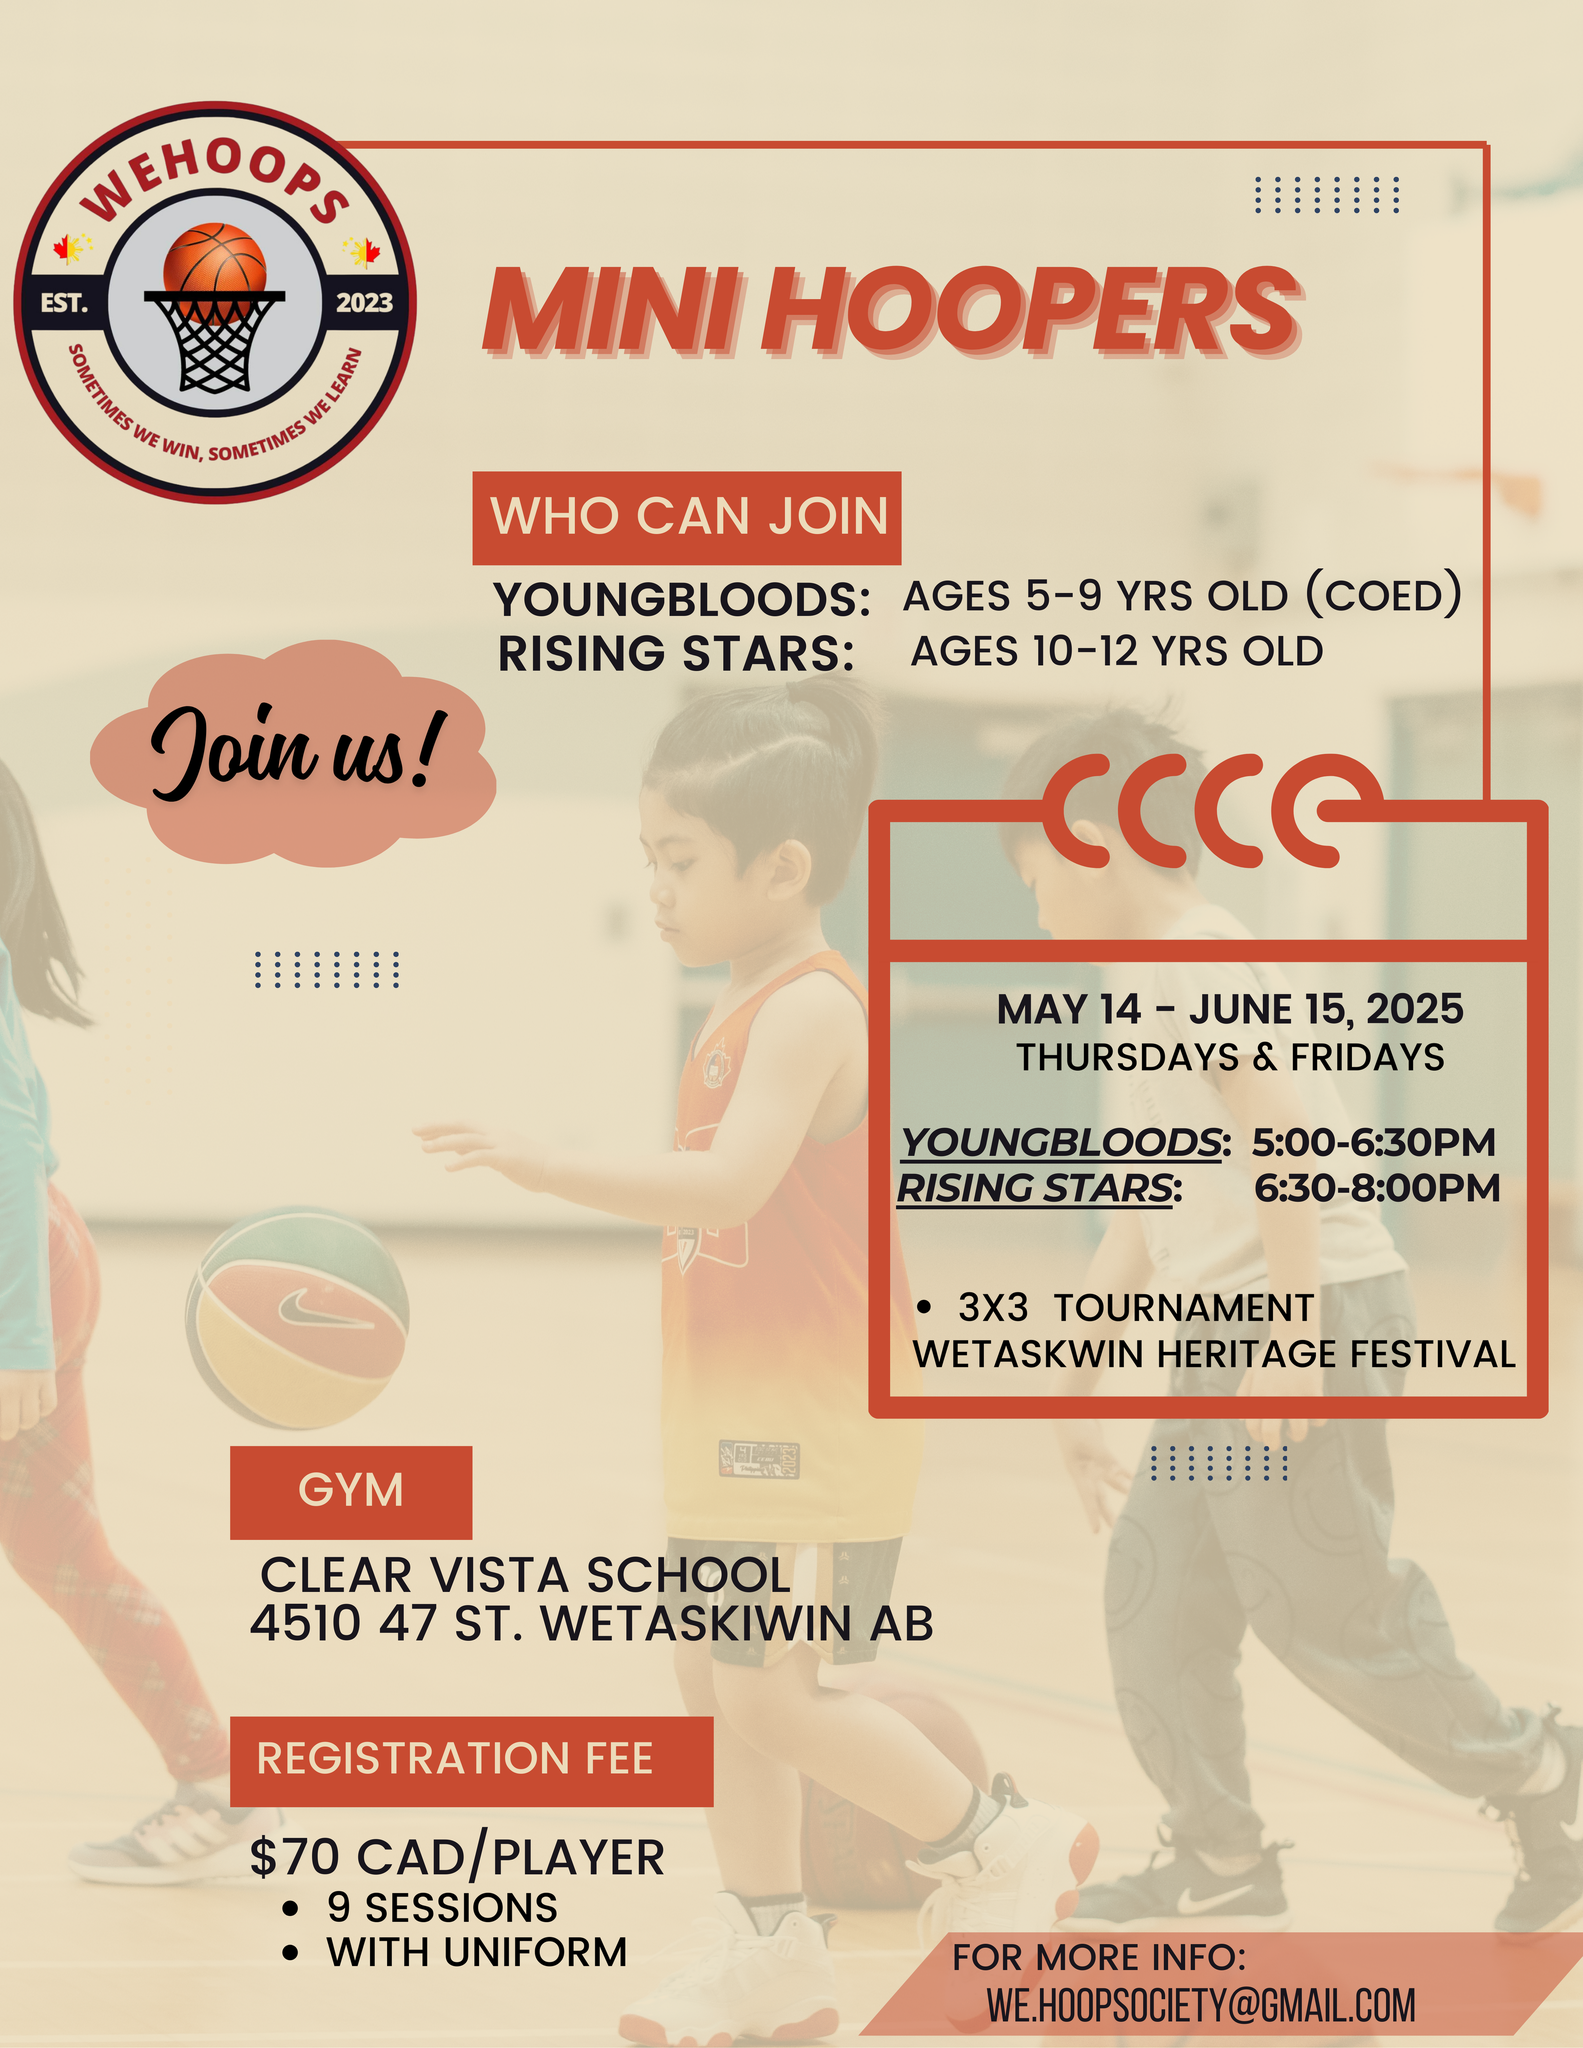 WEHOOPS
EST. 2023
SOMETIMES WE WIN, SOMETIMES WE LEARN
MINI HOOPERS
WHO CAN JOIN
YOUNGBLOODS: AGES 5-9 YRS OLD (COED)
RISING STARS: AGES 10-12 YRS OLD
Join us!
MAY 14 - JUNE 15, 2025
THURSDAYS & FRIDAYS
YOUNGBLOODS: 5:00-6:30PM
RISING STARS: 6:30-8:00PM
• 3X3 TOURNAMENT
WETASKWIN HERITAGE FESTIVAL
GYM
CLEAR VISTA SCHOOL
4510 47 ST. WETASKIWIN AB
REGISTRATION FEE
$70 CAD/PLAYER
• 9 SESSIONS
• WITH UNIFORM
FOR MORE INFO:
WE.HOOPSOCIETY@GMAIL.COM